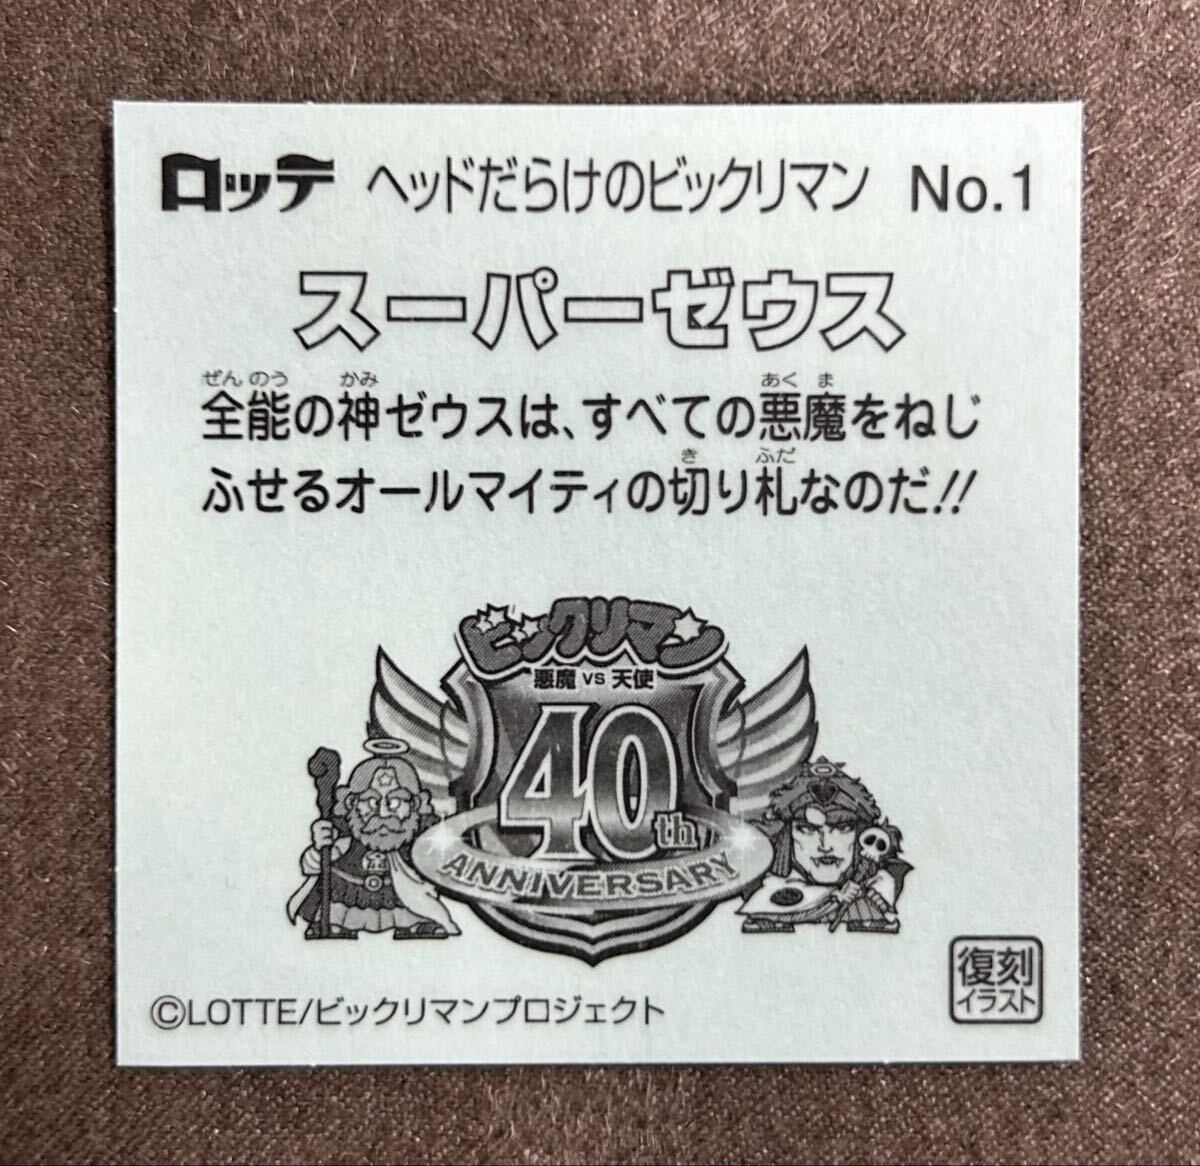 ロッテ ヘッドだらけのビックリマン No.1
スーパーゼウス
ぜんのう かみ あくま
全能の神ゼウスは、すべての悪魔をねじ
き ふだ
ふせるオールマイティの切り札なのだ!!
ビックリマン
悪魔 VS 天使
40th
ANNIVERSARY
©LOTTE/ビックリマンプロジェクト
復刻
イラスト